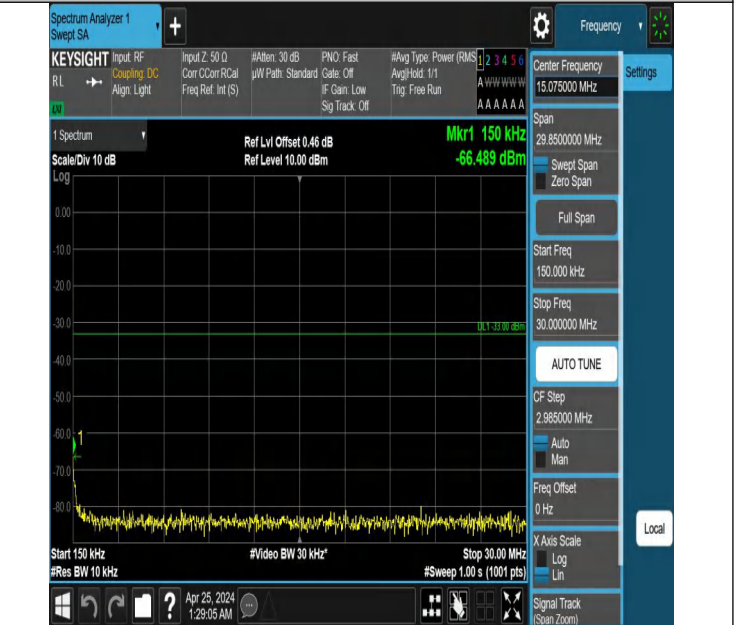 Spectrum Analyzer 1
Swept SA
+
Frequency
KEYSIGHT
RL
LXI
Input: RF
Coupling: DC
Align: Light
Input Z: 50 Ω
Corr CCorr RCal
Freq Ref: Int (S)
#Atten: 30 dB
µW Path: Standard
PNO: Fast
Gate: Off
IF Gain: Low
Sig Track: Off
#Avg Type: Power (RMS
Avg|Hold: 1/1
Trig: Free Run
1 2 3 4 5 6
A W W W W W
A A A A A A
1 Spectrum
Scale/Div 10 dB
Ref Lvl Offset 0.46 dB
Ref Level 10.00 dBm
Mkr1 150 kHz
-66.489 dBm
Log
0.00
-10.0
-20.0
-30.0
DL1 -33.00 dBm
-40.0
-50.0
-60.0
1
-70.0
-80.0
Start 150 kHz
#Video BW 30 kHz*
Stop 30.00 MHz
#Res BW 10 kHz
#Sweep 1.00 s (1001 pts)
Apr 25, 2024
1:29:05 AM
?
Center Frequency
15.075000 MHz
Settings
Span
29.8500000 MHz
Swept Span
Zero Span
Full Span
Start Freq
150.000 kHz
Stop Freq
30.000000 MHz
AUTO TUNE
CF Step
2.985000 MHz
Auto
Man
Freq Offset
0 Hz
X Axis Scale
Log
Lin
Local
Signal Track
(Span Zoom)